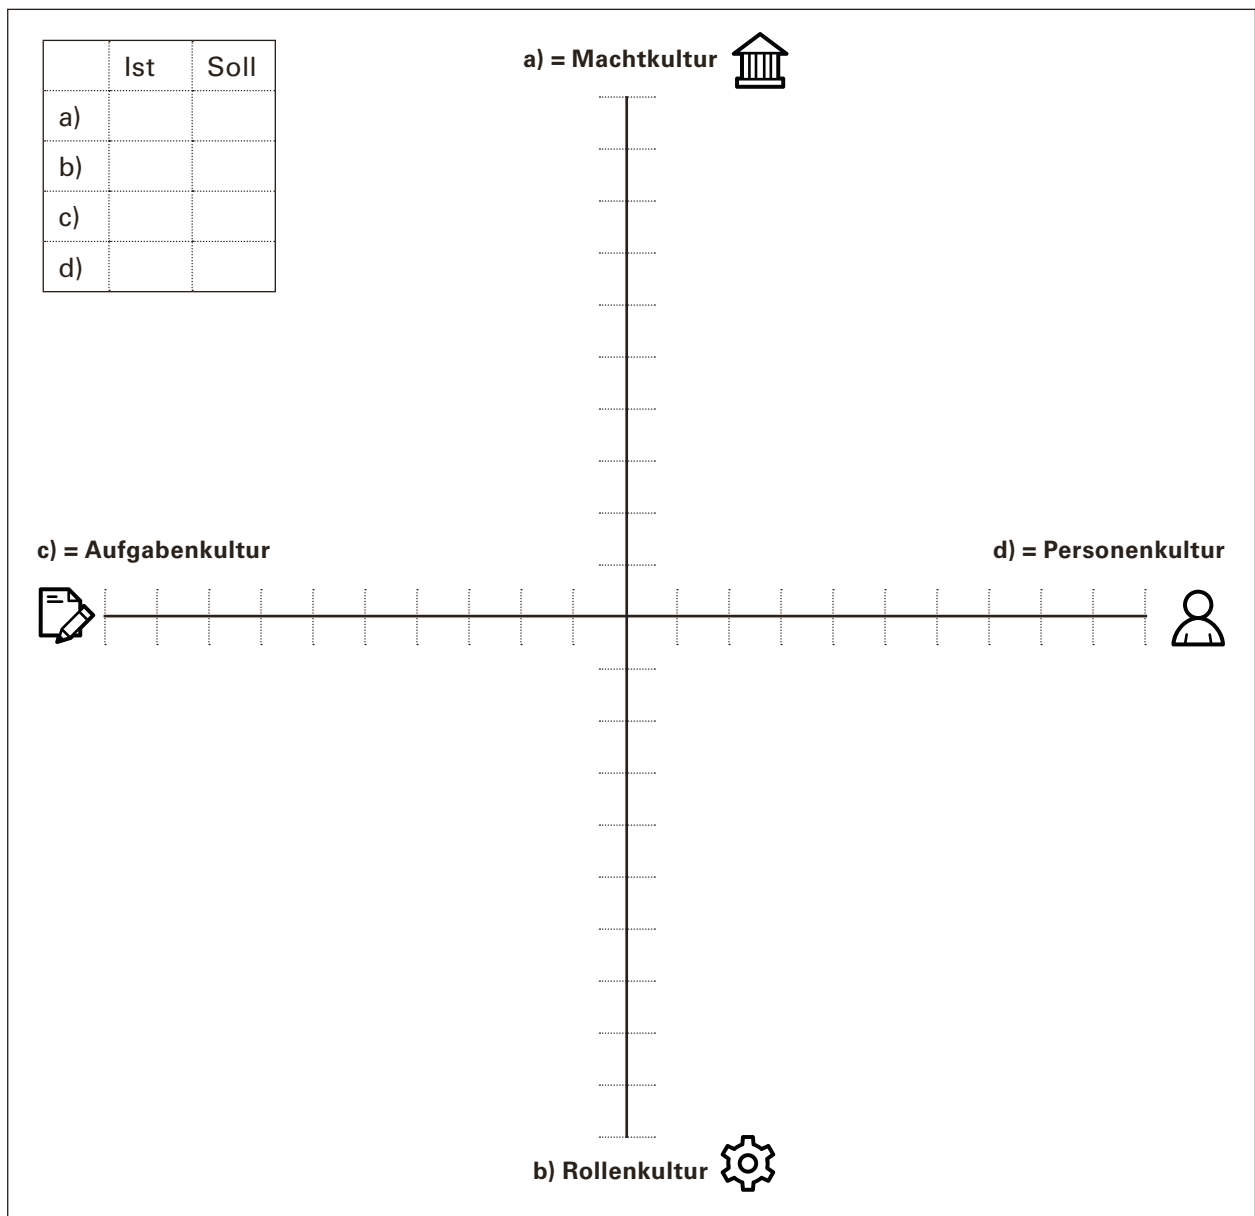 Ist Soll
a)
b)
c)
d)
a) = Machtkultur
c) = Aufgabenkultur
d) = Personenkultur
b) Rollenkultur